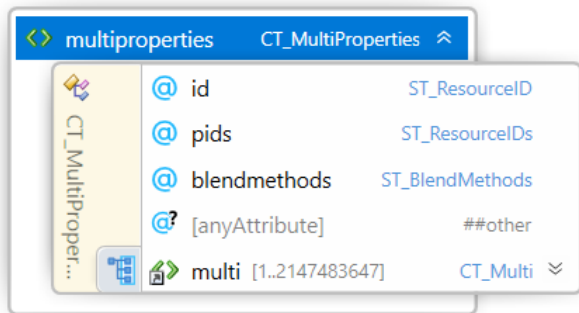 <> multiproperties CT_MultiProperties
CT_MultiProper...
@ id ST_ResourceID
@ pids ST_ResourceIDs
@ blendmethods ST_BlendMethods
@? [anyAttribute] ##other
multi [1..2147483647] CT_Multi